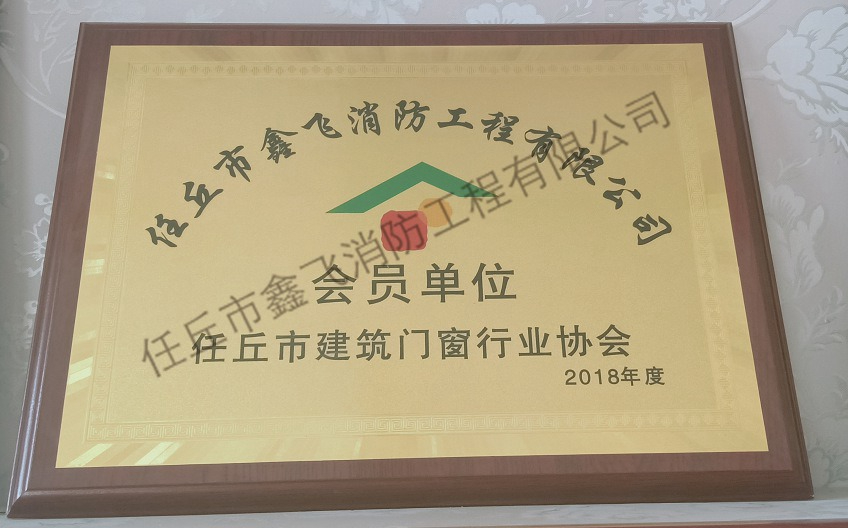 任丘市鑫飞消防工程有限公司
会员单位
任丘市建筑门窗行业协会
2018年度
任丘市鑫飞消防工程有限公司